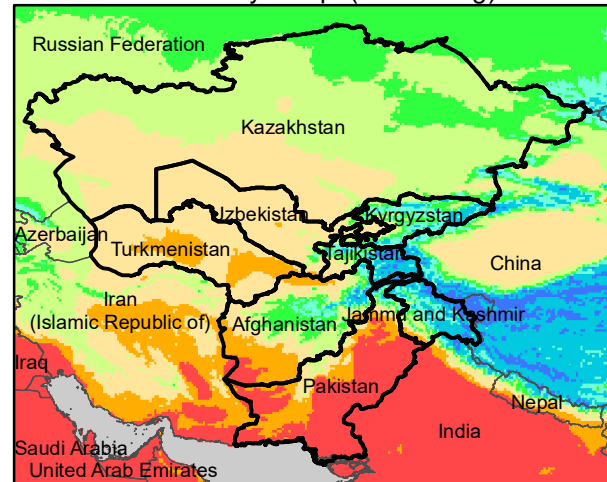 Russian Federation
Kazakhstan
Izbekistan
Kyrgyzstan
Azerbaijan
Turkmenistan
Tajikistan
China
Iran
(Islamic Republic of)
Afghanistan
Jammu and Kashmir
Iraq
Pakistan
Nepal
India
Saudi Arabia
United Arab Emirates